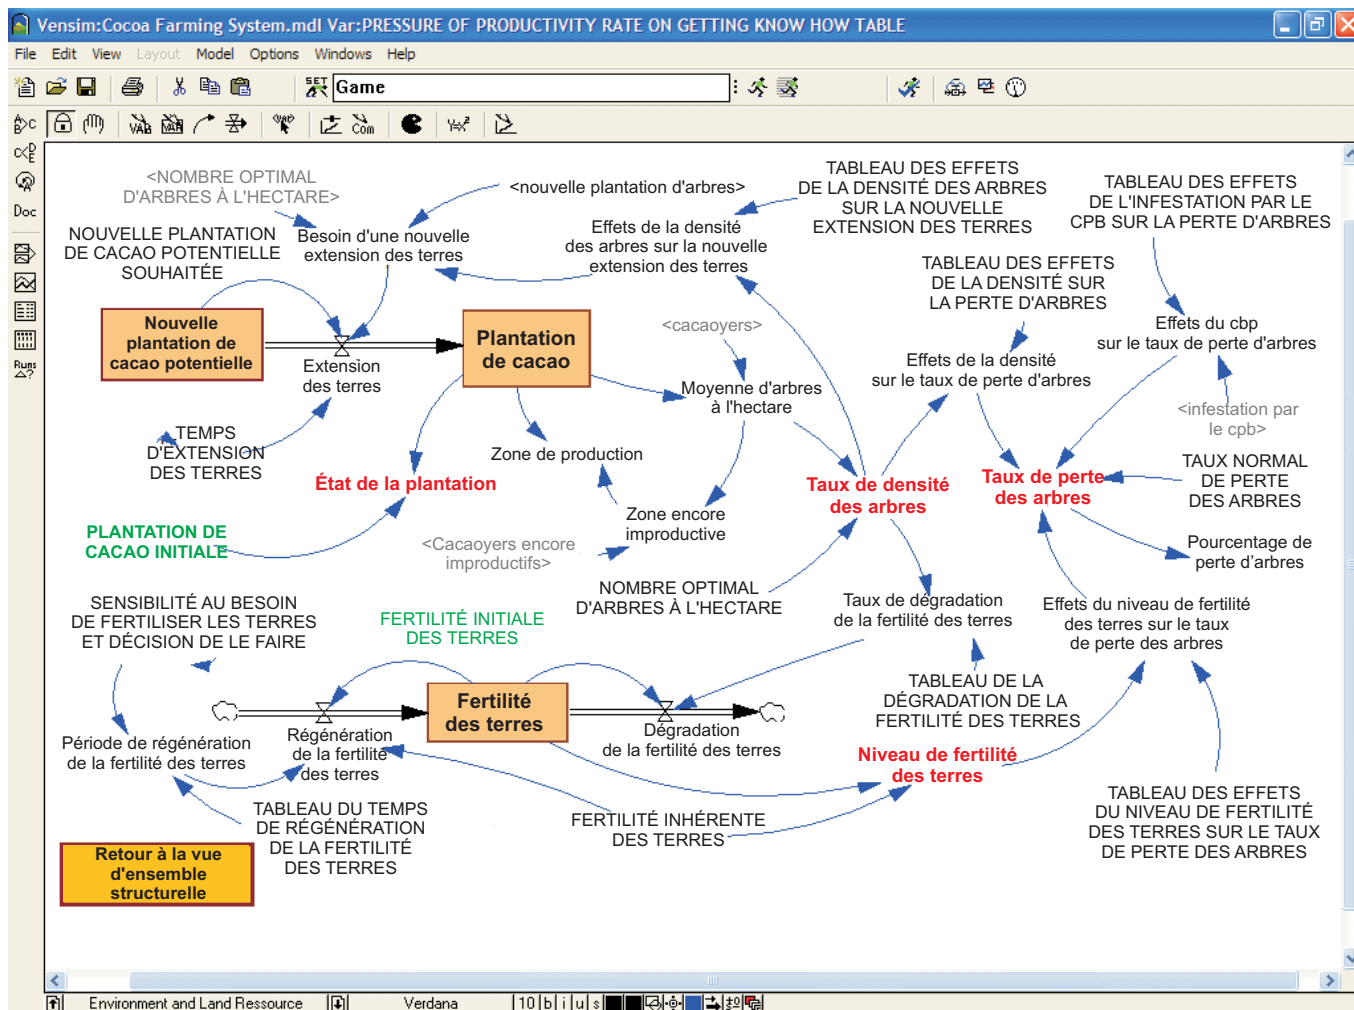 Vensim:Cocoa Farming System.mdl Var:PRESSURE OF PRODUCTIVITY RATE ON GETTING KNOW HOW TABLE
File Edit View Layout Model Options Windows Help
SET
Game
Com
Y=X²
Doc
Runs
<NOMBRE OPTIMAL
D'ARBRES À L'HECTARE>
<nouvelle plantation d'arbres>
TABLEAU DES EFFETS
DE LA DENSITÉ DES ARBRES
SUR LA NOUVELLE
EXTENSION DES TERRES
TABLEAU DES EFFETS
DE L'INFESTATION PAR LE
CPB SUR LA PERTE D'ARBRES
NOUVELLE PLANTATION
DE CACAO POTENTIELLE
SOUHAITÉE
Besoin d'une nouvelle
extension des terres
Effets de la densité
des arbres sur la nouvelle
extension des terres
TABLEAU DES EFFETS
DE LA DENSITÉ SUR
LA PERTE D'ARBRES
Nouvelle
plantation de
cacao potentielle
Extension
des terres
Plantation
de cacao
<cacaoyers>
Effets du cbp
sur le taux de perte d'arbres
Effets de la densité
sur le taux de perte d'arbres
Moyenne d'arbres
à l'hectare
<infestation par
le cpb>
TEMPS
D'EXTENSION
DES TERRES
Zone de production
État de la plantation
Taux de densité
des arbres
Taux de perte
des arbres
TAUX NORMAL
DE PERTE
DES ARBRES
PLANTATION DE
CACAO INITIALE
Zone encore
improductive
<Cacaoyers encore
improductifs>
Pourcentage de
perte d'arbres
NOMBRE OPTIMAL
D'ARBRES À L'HECTARE
SENSIBILITÉ AU BESOIN
DE FERTILISER LES TERRES
ET DÉCISION DE LE FAIRE
FERTILITÉ INITIALE
DES TERRES
Taux de dégradation
de la fertilité des terres
Effets du niveau de fertilité
des terres sur le taux
de perte des arbres
TABLEAU DE LA
DÉGRADATION DE LA
FERTILITÉ DES TERRES
Fertilité
des terres
Période de régénération
de la fertilité des terres
Régénération
de la fertilité
des terres
Dégradation
de la fertilité des terres
Niveau de fertilité
des terres
TABLEAU DU TEMPS
DE RÉGÉNÉRATION
DE LA FERTILITÉ
DES TERRES
FERTILITÉ INHÉRENTE
DES TERRES
TABLEAU DES EFFETS
DU NIVEAU DE FERTILITÉ
DES TERRES SUR LE TAUX
DE PERTE DES ARBRES
Retour à la vue
d'ensemble
structurelle
Environment and Land Ressource Verdana 10 b i u s